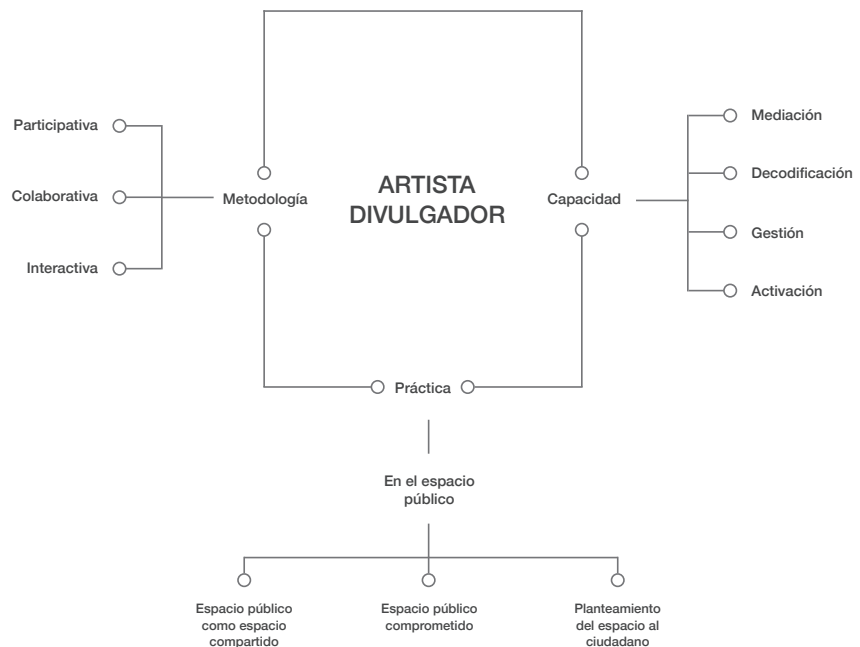 ARTISTA
DIVULGADOR
Metodología
Participativa
Colaborativa
Interactiva
Capacidad
Mediación
Decodificación
Gestión
Activación
Práctica
En el espacio
público
Espacio público
como espacio
compartido
Espacio público
comprometido
Planteamiento
del espacio al
ciudadano